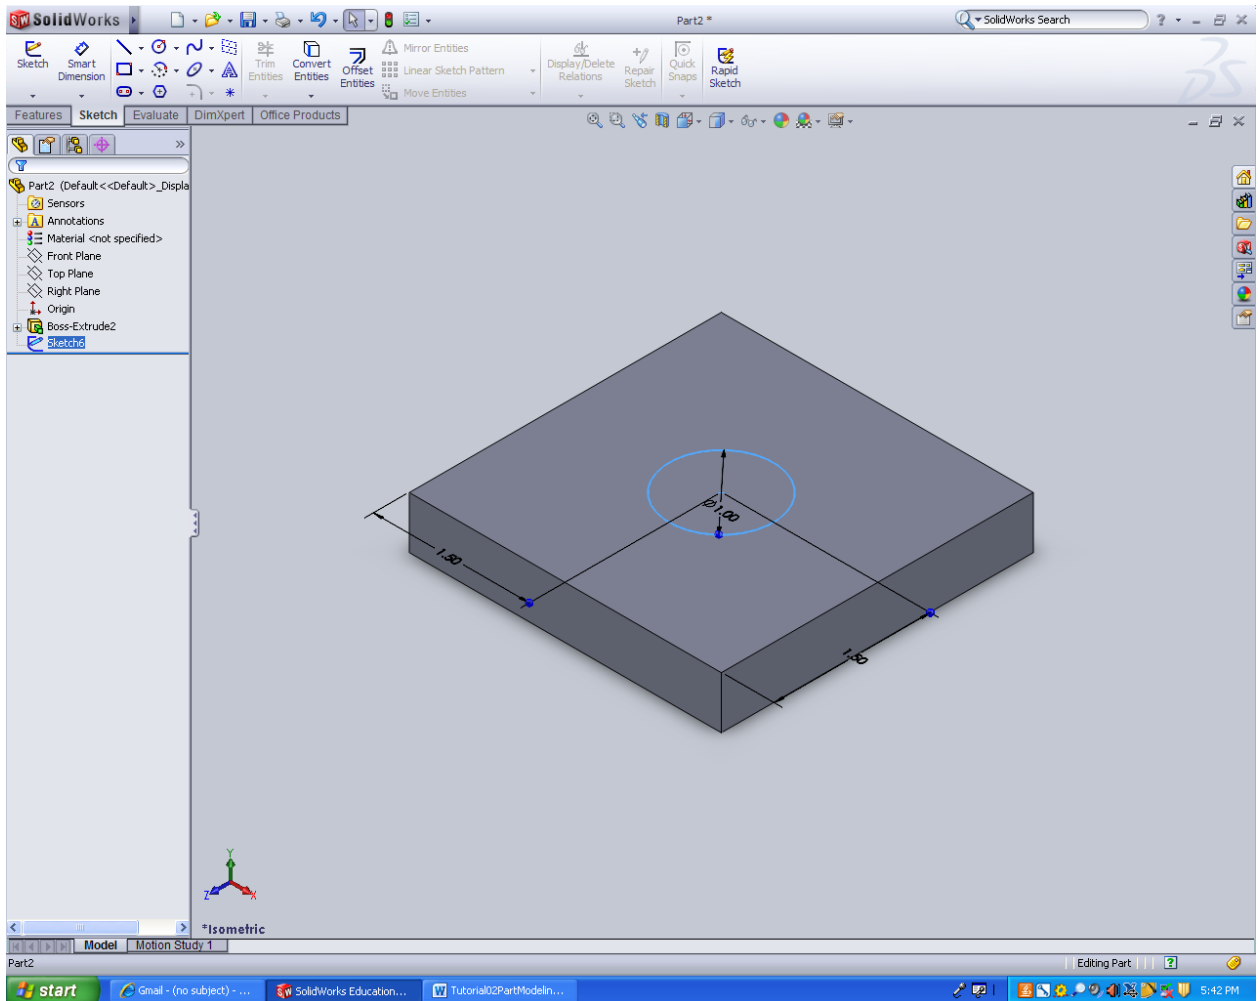 SolidWorks
Part2 *
SolidWorks Search
?
Sketch
Smart Dimension
Trim Entities
Convert Entities
Offset Entities
Mirror Entities
Linear Sketch Pattern
Move Entities
Display/Delete Relations
Repair Sketch
Quick Snaps
Rapid Sketch
Features
Sketch
Evaluate
DimXpert
Office Products
Part2 (Default<<Default>_Displa
Sensors
Annotations
Material <not specified>
Front Plane
Top Plane
Right Plane
Origin
Boss-Extrude2
Sketch6
Ø1.00
1.50
1.50
Y
Z
X
*Isometric
Model
Motion Study 1
Part2
Editing Part
start
Gmail - (no subject) - ...
SolidWorks Education...
Tutorial02PartModelin...
5:42 PM